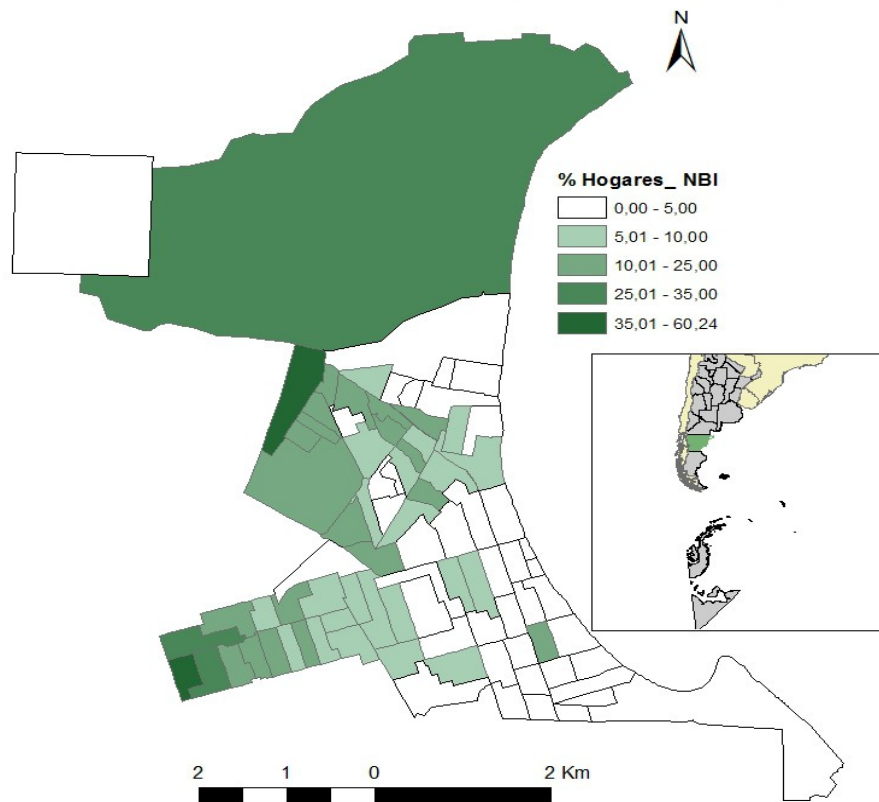 N
% Hogares_ NBI
0,00 - 5,00
5,01 - 10,00
10,01 - 25,00
25,01 - 35,00
35,01 - 60,24
2 1 0 2 Km